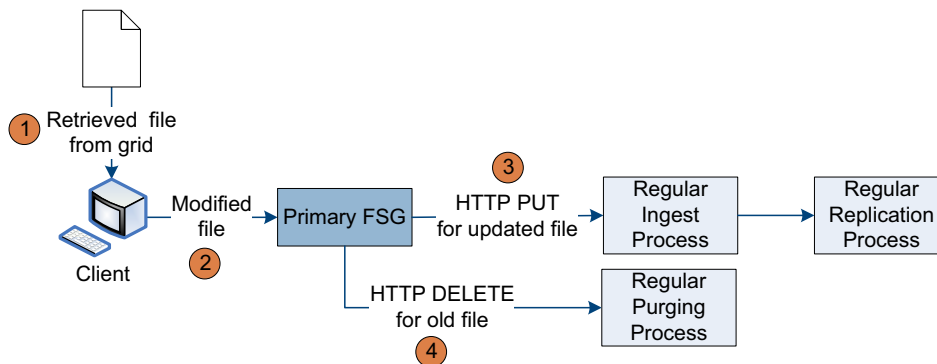 1
Retrieved file
from grid
Client
Modified
file
2
Primary FSG
3
HTTP PUT
for updated file
Regular
Ingest
Process
Regular
Replication
Process
HTTP DELETE
for old file
4
Regular
Purging
Process